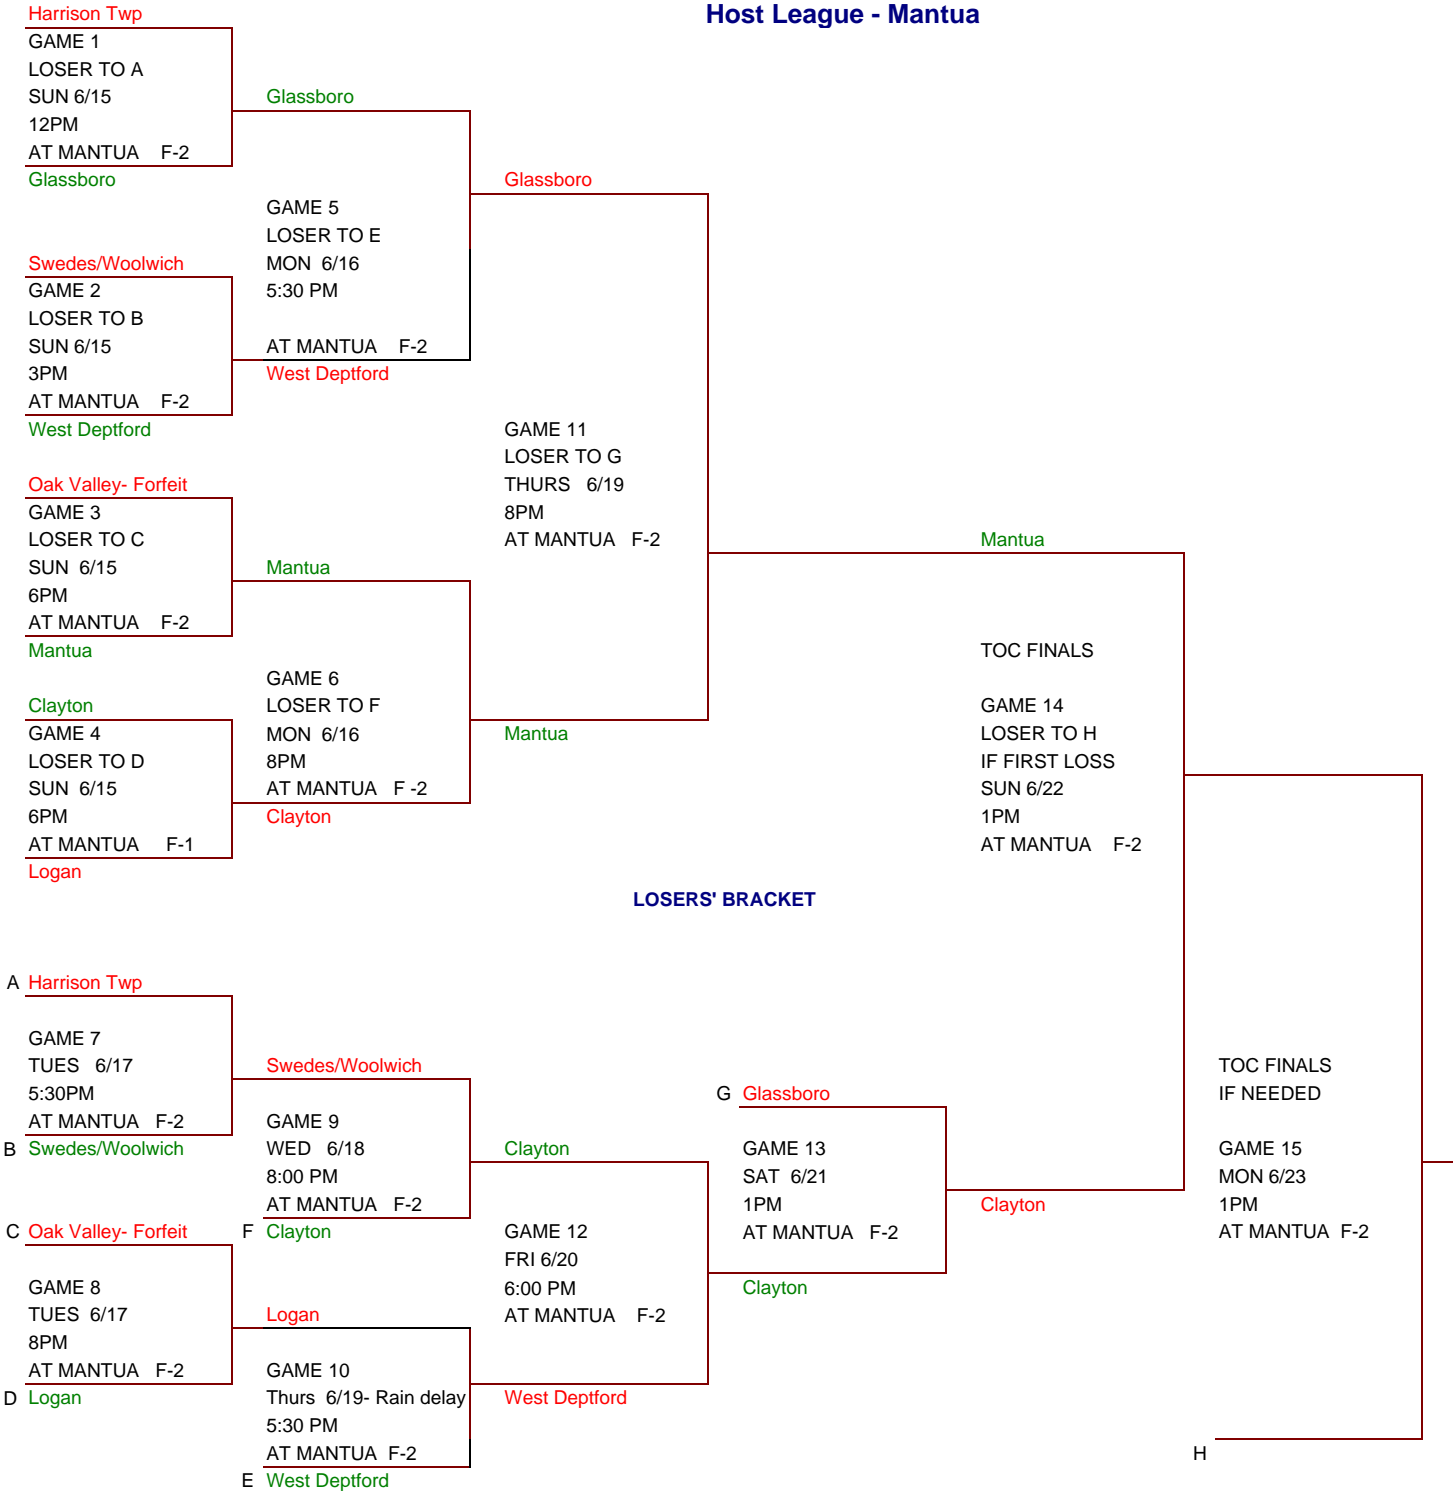 Host League - Mantua
Harrison Twp
GAME 1
LOSER TO A
SUN 6/15
12PM
AT MANTUA F-2
Glassboro
Swedes/Woolwich
GAME 2
LOSER TO B
SUN 6/15
3PM
AT MANTUA F-2
West Deptford
Oak Valley- Forfeit
GAME 3
LOSER TO C
SUN 6/15
6PM
AT MANTUA F-2
Mantua
Clayton
GAME 4
LOSER TO D
SUN 6/15
6PM
AT MANTUA F-1
Logan
Glassboro
GAME 5
LOSER TO E
MON 6/16
5:30 PM
AT MANTUA F-2
West Deptford
Mantua
GAME 6
LOSER TO F
MON 6/16
8PM
AT MANTUA F -2
Clayton
Glassboro
GAME 11
LOSER TO G
THURS 6/19
8PM
AT MANTUA F-2
Mantua
Mantua
TOC FINALS
GAME 14
LOSER TO H
IF FIRST LOSS
SUN 6/22
1PM
AT MANTUA F-2
LOSERS' BRACKET
A Harrison Twp
GAME 7
TUES 6/17
5:30PM
AT MANTUA F-2
B Swedes/Woolwich
C Oak Valley- Forfeit
GAME 8
TUES 6/17
8PM
AT MANTUA F-2
D Logan
Swedes/Woolwich
GAME 9
WED 6/18
8:00 PM
AT MANTUA F-2
F Clayton
Logan
GAME 10
Thurs 6/19- Rain delay
5:30 PM
AT MANTUA F-2
E West Deptford
Clayton
GAME 12
FRI 6/20
6:00 PM
AT MANTUA F-2
West Deptford
G Glassboro
GAME 13
SAT 6/21
1PM
AT MANTUA F-2
Clayton
Clayton
TOC FINALS
IF NEEDED
GAME 15
MON 6/23
1PM
AT MANTUA F-2
H